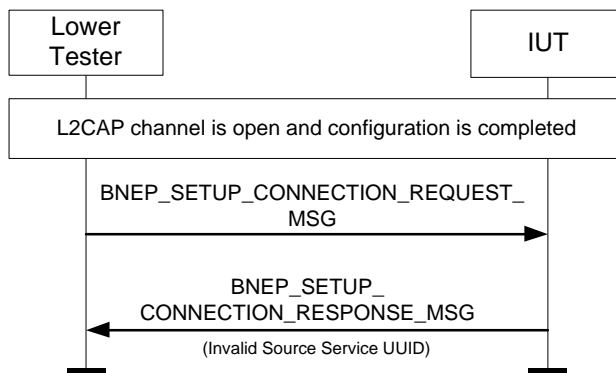 Lower
Tester
IUT
L2CAP channel is open and configuration is completed
BNEP_SETUP_CONNECTION_REQUEST_
MSG
BNEP_SETUP_
CONNECTION_RESPONSE_MSG
(Invalid Source Service UUID)